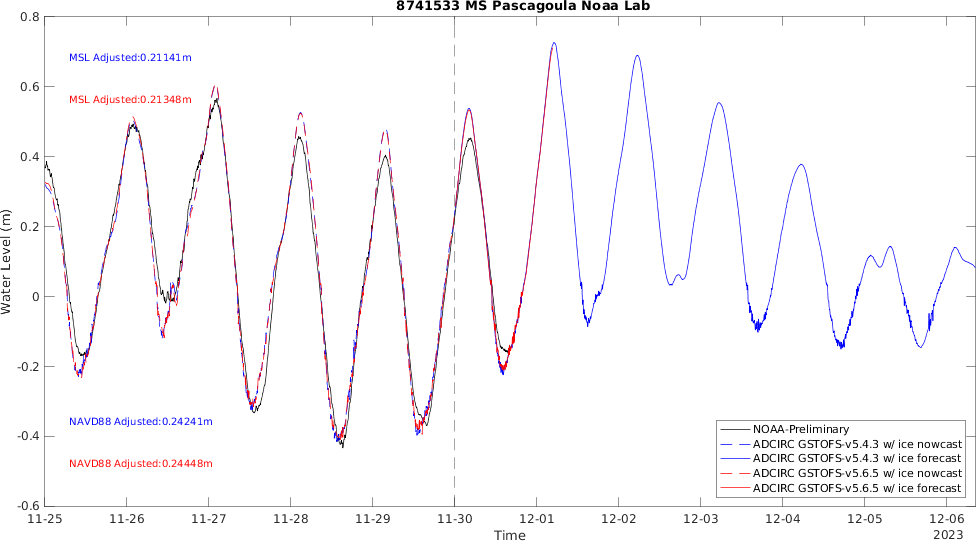 8741533 MS Pascagoula Noaa Lab
0.8
0.6
0.4
0.2
0
-0.2
-0.4
-0.6
Water Level (m)
MSL Adjusted:0.21141m
MSL Adjusted:0.21348m
NAVD88 Adjusted:0.24241m
NAVD88 Adjusted:0.24448m
NOAA-Preliminary
ADCIRC GSTOFS-v5.4.3 w/ ice nowcast
ADCIRC GSTOFS-v5.4.3 w/ ice forecast
ADCIRC GSTOFS-v5.6.5 w/ ice nowcast
ADCIRC GSTOFS-v5.6.5 w/ ice forecast
11-25 11-26 11-27 11-28 11-29 11-30 12-01 12-02 12-03 12-04 12-05 12-06
Time
2023